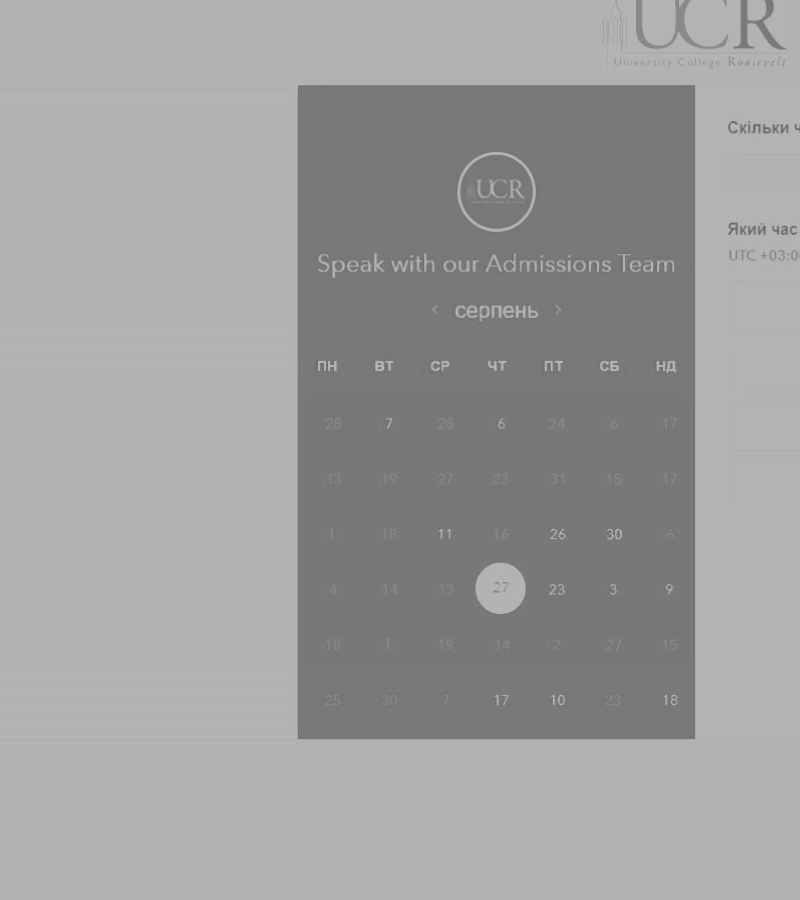 UCR
University College Roosevelt
Скільки ч
UCR
Який час
UTC +03:0
Speak with our Admissions Team
< серпень >
ПН ВТ СР ЧТ ПТ СБ НД
28 7 28 6 24 6 17
13 19 27 23 31 15 17
1 18 11 16 26 30 6
4 14 13 27 23 3 9
18 1 19 14 2 27 15
25 30 7 17 10 23 18